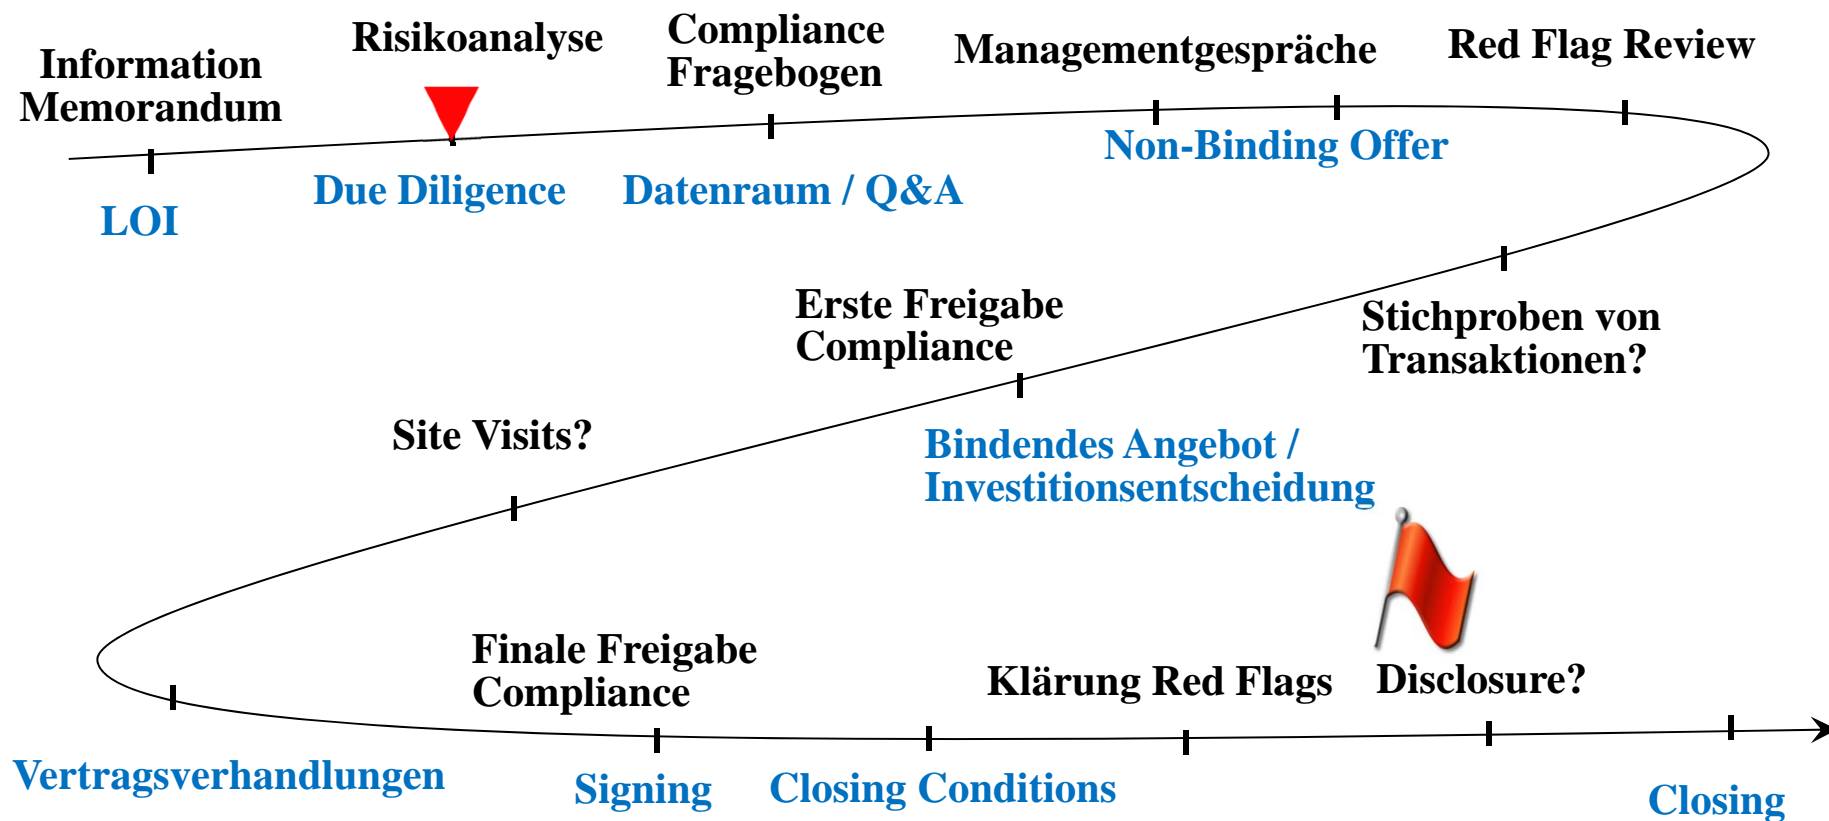 Information
Memorandum
LOI
Risikoanalyse
Due Diligence
Compliance
Fragebogen
Datenraum / Q&A
Managementgespräche
Non-Binding Offer
Red Flag Review
Stichproben von
Transaktionen?
Erste Freigabe
Compliance
Bindendes Angebot /
Investitionsentscheidung
Site Visits?
Vertragsverhandlungen
Finale Freigabe
Compliance
Signing
Closing Conditions
Klärung Red Flags
Disclosure?
Closing